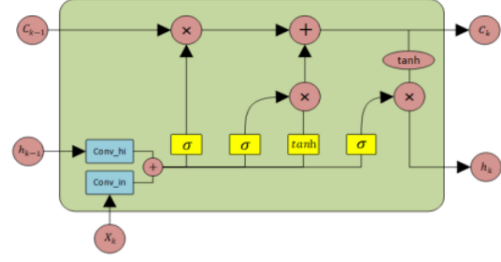 C_{k-1} × + C_k
tanh
× ×
h_{k-1} Conv_hi σ σ tanh σ
+
Conv_in h_k
X_k